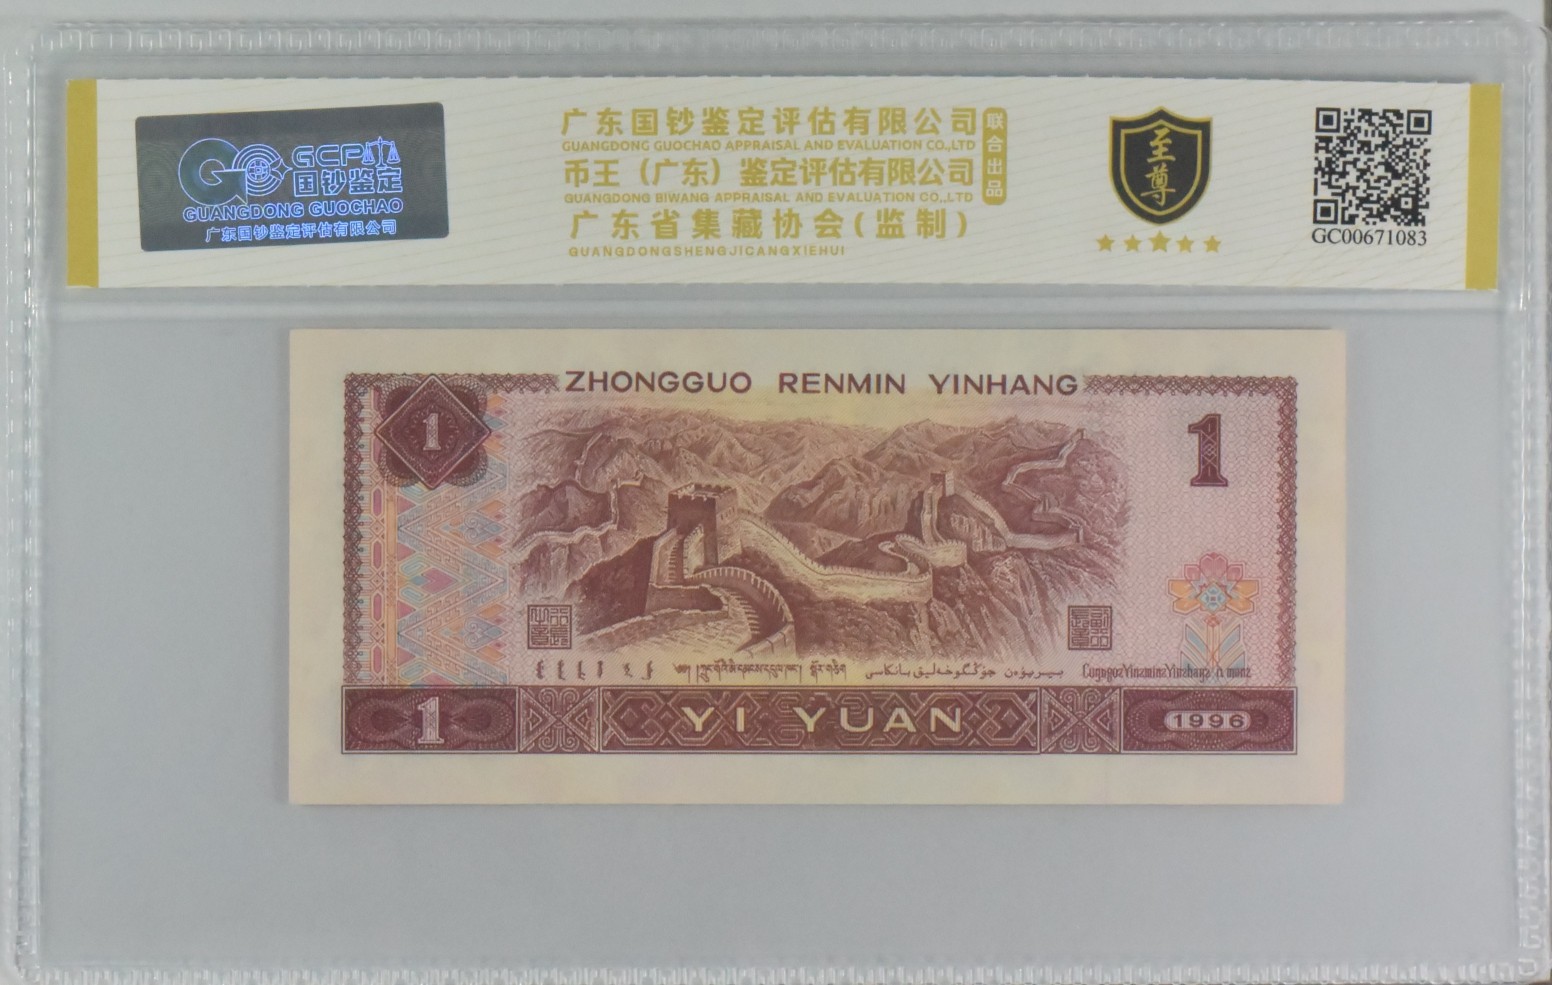 GCP
国钞鉴定
GUANGDONG GUOCHAO
广东国钞鉴定评估有限公司
广东国钞鉴定评估有限公司
GUANGDONG GUOCHAO APPRAISAL AND EVALUATION CO.,LTD
币王（广东）鉴定评估有限公司
GUANGDONG BIWANG APPRAISAL AND EVALUATION CO.,LTD
广东省集藏协会(监制)
GUANGDONGSHENGJICANGXIEHUI
联合出品
至尊
GC00671083
ZHONGGUO RENMIN YINHANG
1
1
བོད
Cunghgoz Yinzminz Yinhangz
1
YI YUAN
1996